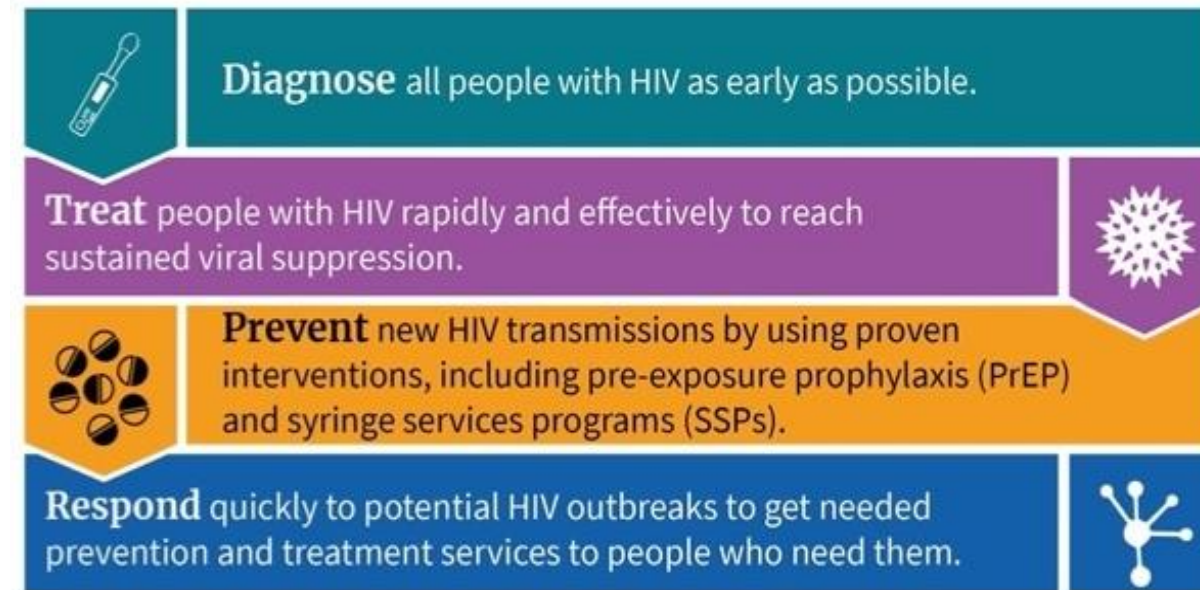 Diagnose all people with HIV as early as possible.
Treat people with HIV rapidly and effectively to reach
sustained viral suppression.
Prevent new HIV transmissions by using proven
interventions, including pre-exposure prophylaxis (PrEP)
and syringe services programs (SSPs).
Respond quickly to potential HIV outbreaks to get needed
prevention and treatment services to people who need them.